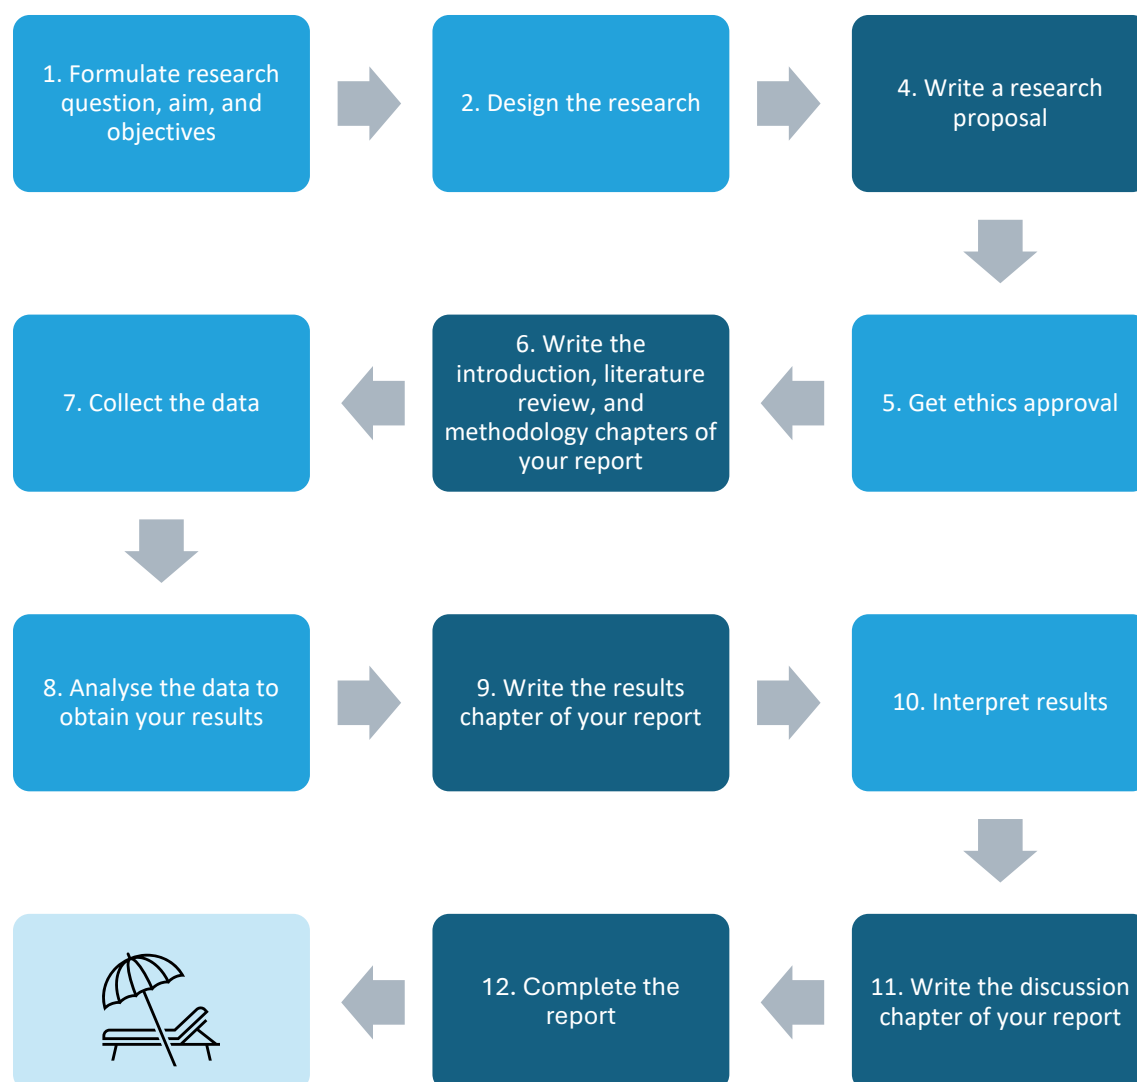 1. Formulate research
question, aim, and
objectives
2. Design the research
4. Write a research
proposal
5. Get ethics approval
6. Write the
introduction, literature
review, and
methodology chapters of
your report
7. Collect the data
8. Analyse the data to
obtain your results
9. Write the results
chapter of your report
10. Interpret results
11. Write the discussion
chapter of your report
12. Complete the
report